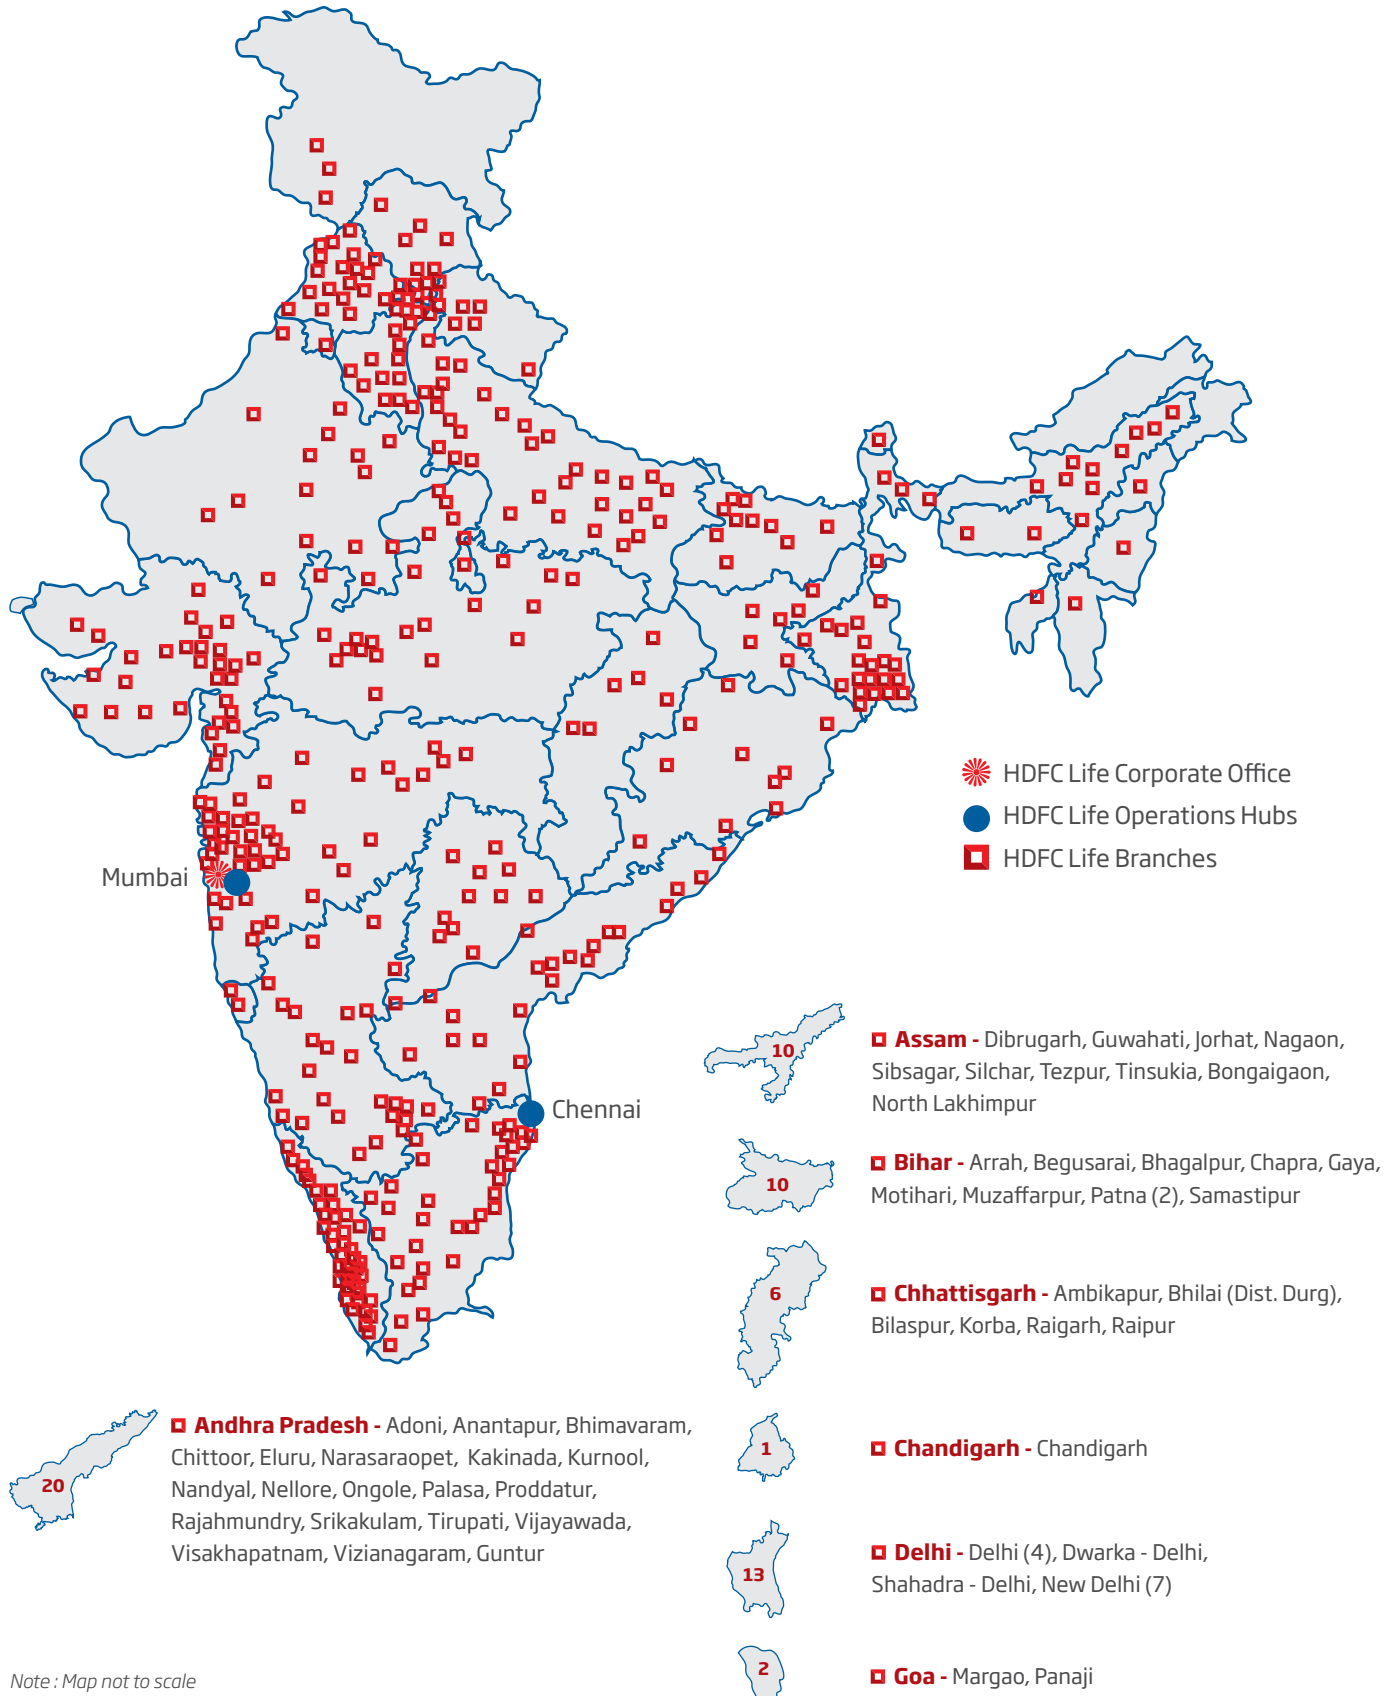 HDFC Life Corporate Office
HDFC Life Operations Hubs
HDFC Life Branches
Mumbai
Chennai
10
Assam - Dibrugarh, Guwahati, Jorhat, Nagaon,
Sibsagar, Silchar, Tezpur, Tinsukia, Bongaigaon,
North Lakhimpur
10
Bihar - Arrah, Begusarai, Bhagalpur, Chapra, Gaya,
Motihari, Muzaffarpur, Patna (2), Samastipur
6
Chhattisgarh - Ambikapur, Bhilai (Dist. Durg),
Bilaspur, Korba, Raigarh, Raipur
20
Andhra Pradesh - Adoni, Anantapur, Bhimavaram,
Chittoor, Eluru, Narasaraopet, Kakinada, Kurnool,
Nandyal, Nellore, Ongole, Palasa, Proddatur,
Rajahmundry, Srikakulam, Tirupati, Vijayawada,
Visakhapatnam, Vizianagaram, Guntur
1
Chandigarh - Chandigarh
13
Delhi - Delhi (4), Dwarka - Delhi,
Shahadra - Delhi, New Delhi (7)
2
Goa - Margao, Panaji
Note : Map not to scale